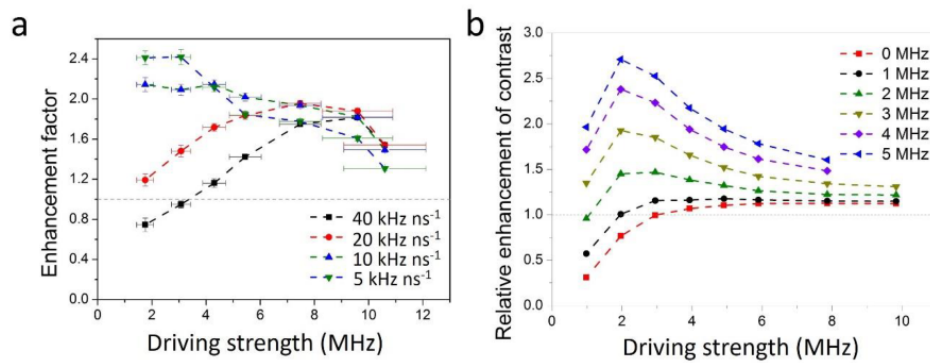 a
Enhancement factor
2.4
2.0
1.6
1.2
0.8
0.4
0.0
0 2 4 6 8 10 12
Driving strength (MHz)
40 kHz ns⁻¹
20 kHz ns⁻¹
10 kHz ns⁻¹
5 kHz ns⁻¹
b
Relative enhancement of contrast
3.0
2.5
2.0
1.5
1.0
0.5
0.0
0 2 4 6 8 10
Driving strength (MHz)
0 MHz
1 MHz
2 MHz
3 MHz
4 MHz
5 MHz